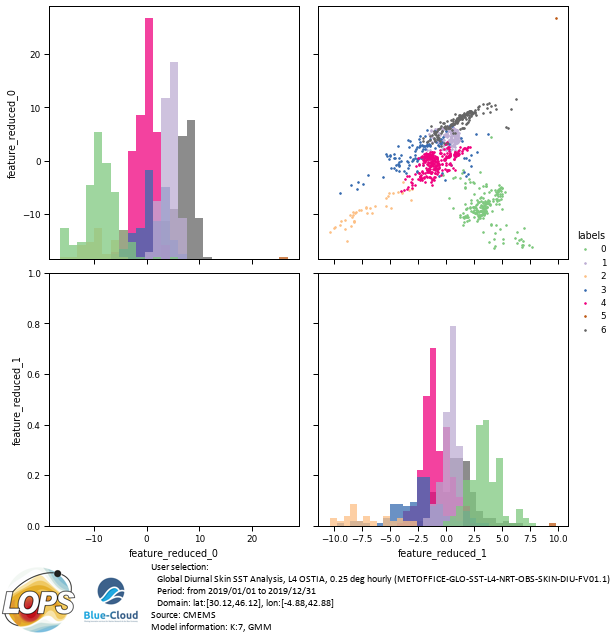 feature_reduced_0
20
10
0
−10
labels
0
1
2
3
4
5
6
feature_reduced_1
1.0
0.8
0.6
0.4
0.2
0.0
−10 0 10 20
feature_reduced_0
−10.0 −7.5 −5.0 −2.5 0.0 2.5 5.0 7.5 10.0
feature_reduced_1
LOPS
Blue-Cloud
User selection:
Global Diurnal Skin SST Analysis, L4 OSTIA, 0.25 deg hourly (METOFFICE-GLO-SST-L4-NRT-OBS-SKIN-DIU-FV01.1)
Period: from 2019/01/01 to 2019/12/31
Domain: lat:[30.12,46.12], lon:[-4.88,42.88]
Source: CMEMS
Model information: K:7, GMM